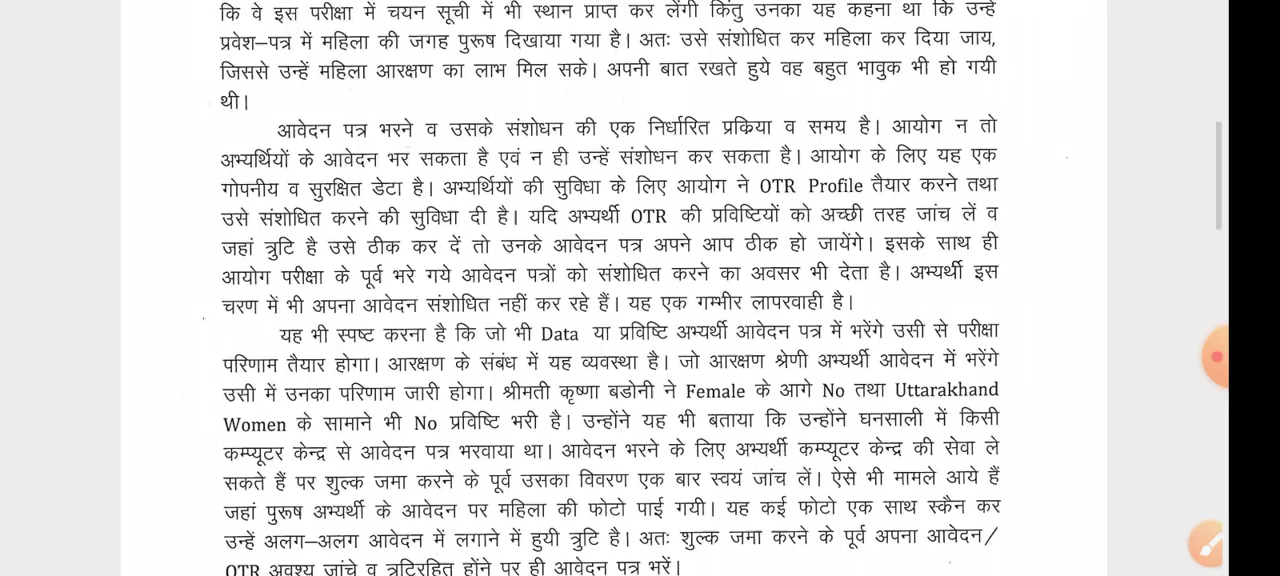 कि वे इस परीक्षा में चयन सूची में भी स्थान प्राप्त कर लेंगी किंतु उनका यह कहना था कि उन्हें
प्रवेश–पत्र में महिला की जगह पुरूष दिखाया गया है। अतः उसे संशोधित कर महिला कर दिया जाय,
जिससे उन्हें महिला आरक्षण का लाभ मिल सके। अपनी बात रखते हुये वह बहुत भावुक भी हो गयी
थी।
आवेदन पत्र भरने व उसके संशोधन की एक निर्धारित प्रक्रिया व समय है। आयोग न तो
अभ्यर्थियों के आवेदन भर सकता है एवं न ही उन्हें संशोधन कर सकता है। आयोग के लिए यह एक
गोपनीय व सुरक्षित डेटा है। अभ्यर्थियों की सुविधा के लिए आयोग ने OTR Profile तैयार करने तथा
उसे संशोधित करने की सुविधा दी है। यदि अभ्यर्थी OTR की प्रविष्टियों को अच्छी तरह जांच लें व
जहां त्रुटि है उसे ठीक कर दें तो उनके आवेदन पत्र अपने आप ठीक हो जायेंगे। इसके साथ ही
आयोग परीक्षा के पूर्व भरे गये आवेदन पत्रों को संशोधित करने का अवसर भी देता है। अभ्यर्थी इस
चरण में भी अपना आवेदन संशोधित नहीं कर रहे हैं। यह एक गम्भीर लापरवाही है।
यह भी स्पष्ट करना है कि जो भी Data या प्रविष्टि अभ्यर्थी आवेदन पत्र में भरेंगे उसी से परीक्षा
परिणाम तैयार होगा। आरक्षण के संबंध में यह व्यवस्था है। जो आरक्षण श्रेणी अभ्यर्थी आवेदन में भरेंगे
उसी में उनका परिणाम जारी होगा। श्रीमती कृष्णा बडोनी ने Female के आगे No तथा Uttarakhand
Women के सामाने भी No प्रविष्टि भरी है। उन्होंने यह भी बताया कि उन्होंने घनसाली में किसी
कम्प्यूटर केन्द्र से आवेदन पत्र भरवाया था। आवेदन भरने के लिए अभ्यर्थी कम्प्यूटर केन्द्र की सेवा ले
सकते हैं पर शुल्क जमा करने के पूर्व उसका विवरण एक बार स्वयं जांच लें। ऐसे भी मामले आये हैं
जहां पुरूष अभ्यर्थी के आवेदन पर महिला की फोटो पाई गयी। यह कई फोटो एक साथ स्कैन कर
उन्हें अलग–अलग आवेदन में लगाने में हुयी त्रुटि है। अतः शुल्क जमा करने के पूर्व अपना आवेदन/
OTR अवश्य जांचे व त्रुटिरहित होंने पर ही आवेदन पत्र भरें।